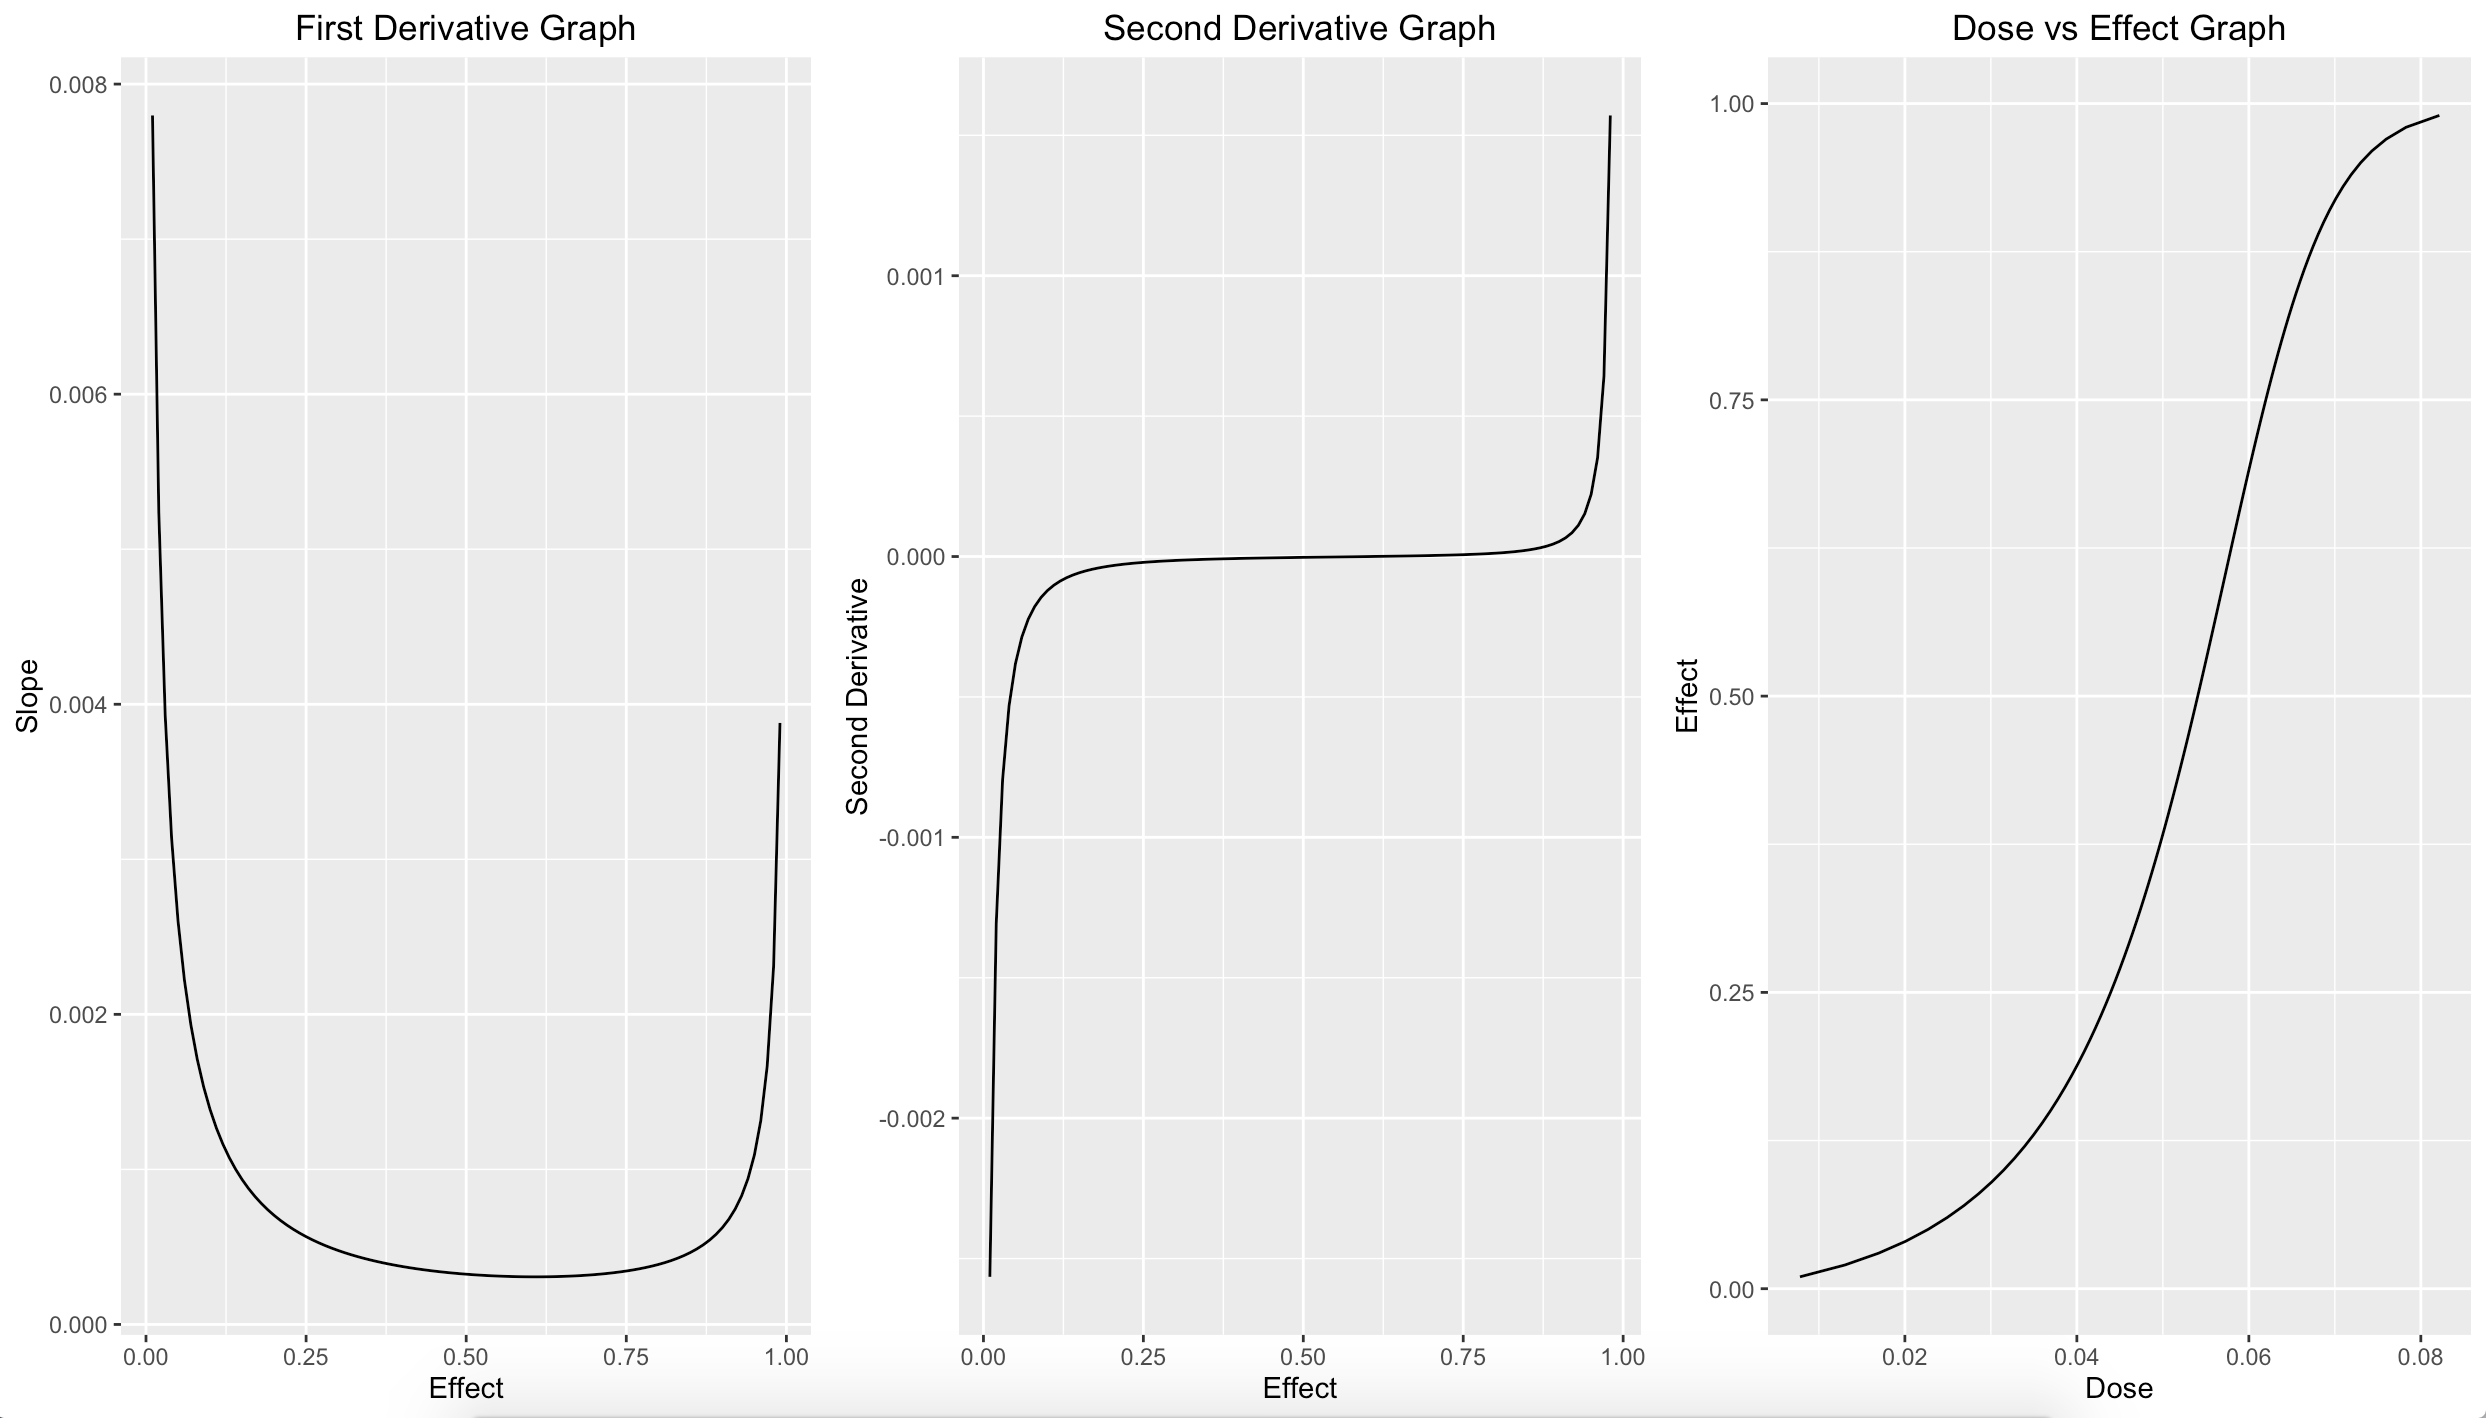 First Derivative Graph
Second Derivative Graph
Dose vs Effect Graph
Slope
0.008
0.006
0.004
0.002
0.000
0.00 0.25 0.50 0.75 1.00
Effect
Second Derivative
0.001
0.000
-0.001
-0.002
0.00 0.25 0.50 0.75 1.00
Effect
Effect
1.00
0.75
0.50
0.25
0.00
0.02 0.04 0.06 0.08
Dose